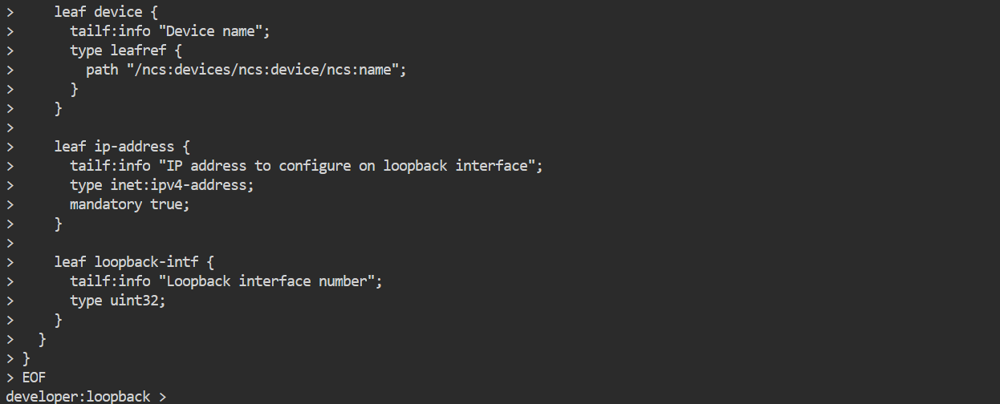 >     leaf device {
>       tailf:info "Device name";
>       type leafref {
>         path "/ncs:devices/ncs:device/ncs:name";
>       }
>     }
>
>     leaf ip-address {
>       tailf:info "IP address to configure on loopback interface";
>       type inet:ipv4-address;
>       mandatory true;
>     }
>
>     leaf loopback-intf {
>       tailf:info "Loopback interface number";
>       type uint32;
>     }
>   }
> }
> EOF
developer:loopback >